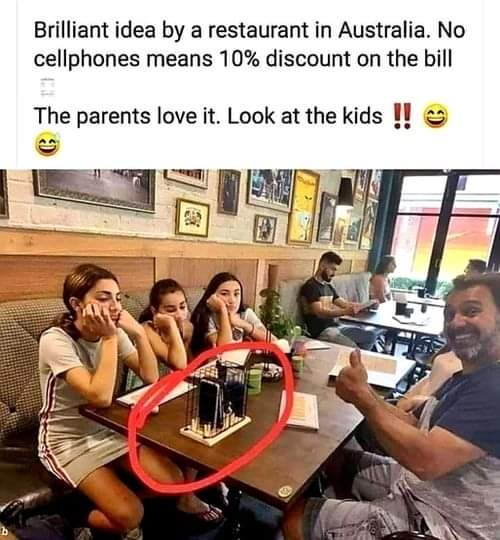 Brilliant idea by a restaurant in Australia. No
cellphones means 10% discount on the bill
The parents love it. Look at the kids ‼️ 😄
😅
b